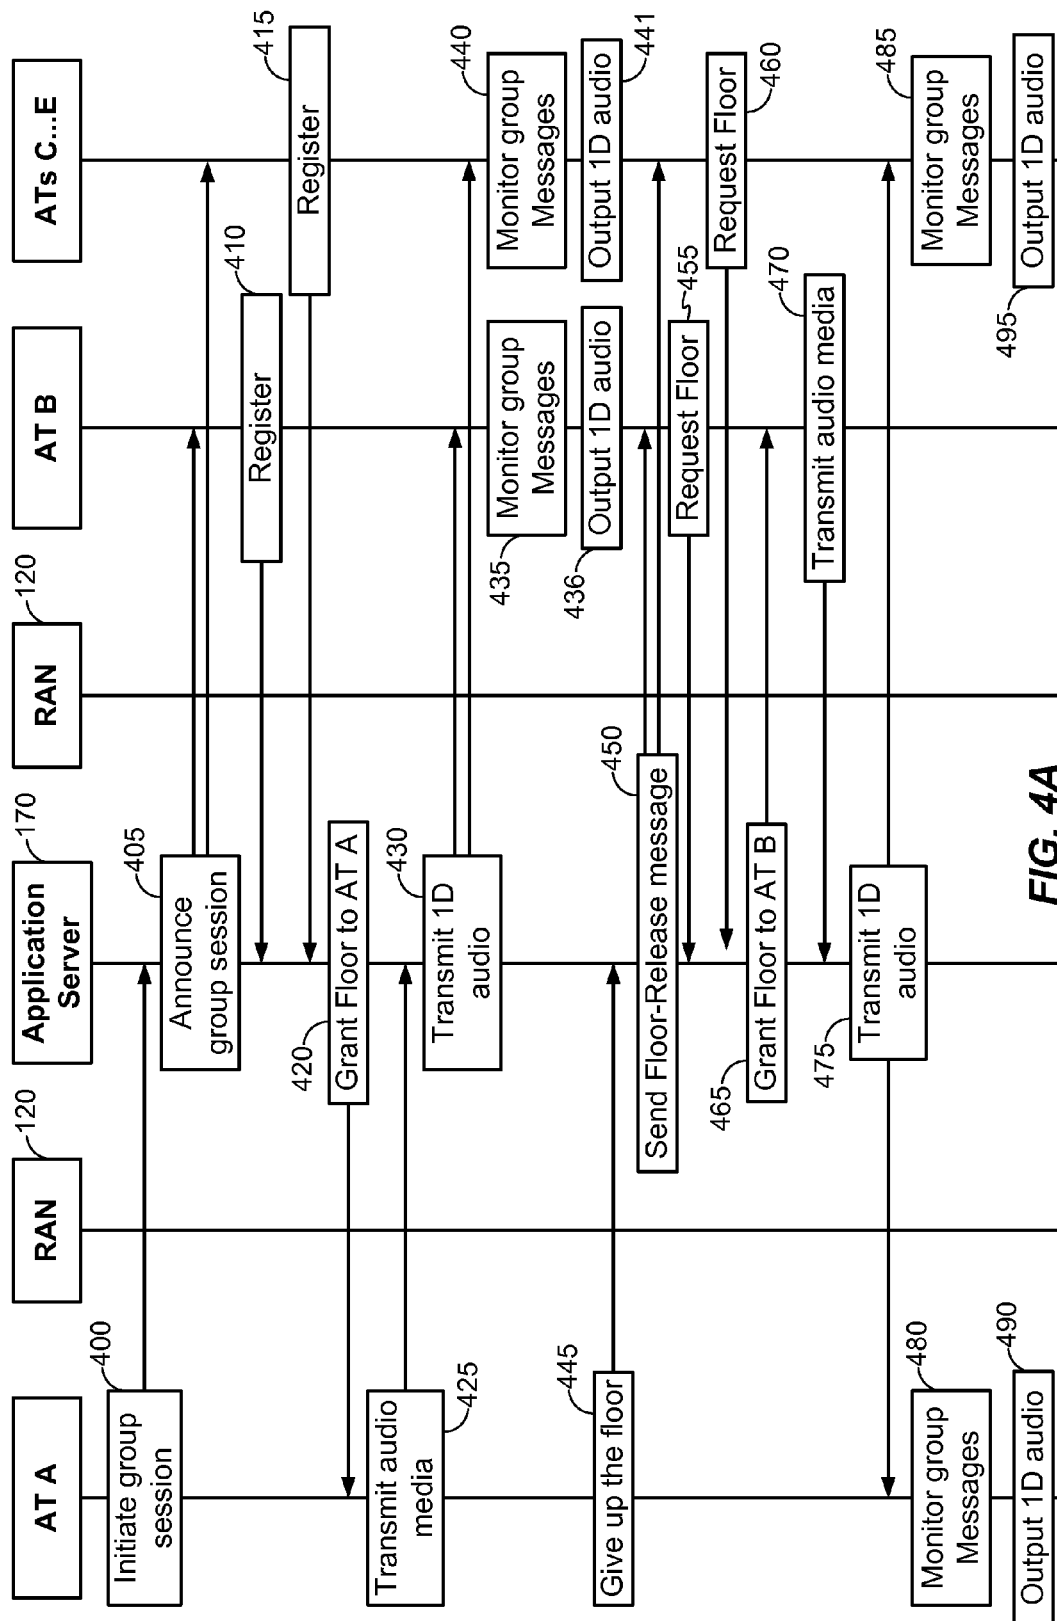 AT A
RAN
120
Application
Server
170
RAN
120
AT B
ATs C...E
Initiate group
session
400
Announce
group session
405
Register
410
Register
415
Grant Floor to AT A
420
Transmit audio
media
425
Transmit 1D
audio
430
Monitor group
Messages
435
Output 1D audio
436
Monitor group
Messages
440
Output 1D audio
441
Give up the floor
445
Send Floor-Release message
450
Request Floor
455
Request Floor
460
Grant Floor to AT B
465
Transmit audio media
470
Transmit 1D
audio
475
Monitor group
Messages
480
Output 1D audio
490
Monitor group
Messages
485
Output 1D audio
495
FIG. 4A